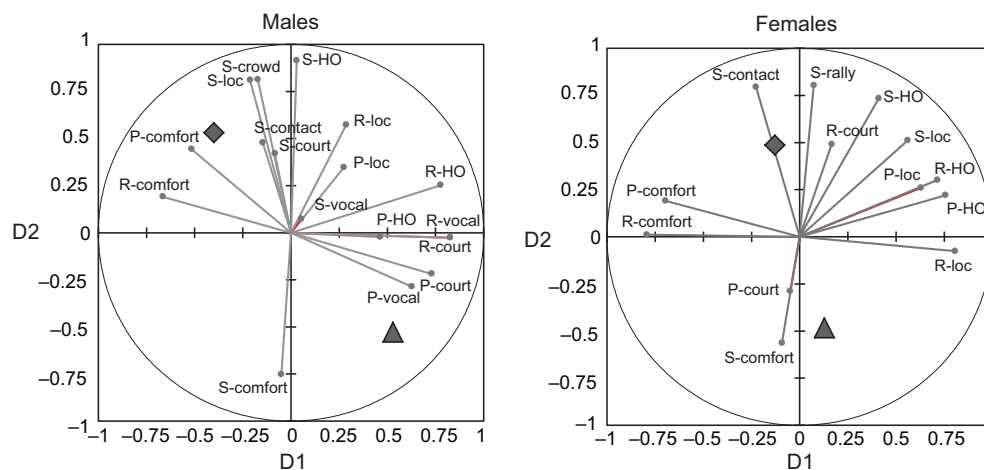 Males
1
0.75
0.5
0.25
0
–0.25
–0.5
–0.75
–1
D2
S-crowd
S-HO
S-loc
S-contact
S-court
R-loc
P-comfort
P-loc
R-comfort
R-HO
S-vocal
P-HO
R-vocal
R-court
P-court
P-vocal
S-comfort
–1
–0.75
–0.5
–0.25
0
0.25
0.5
0.75
1
D1
Females
1
0.75
0.5
0.25
0
–0.25
–0.5
–0.75
–1
D2
S-contact
S-rally
S-HO
R-court
S-loc
P-loc
R-HO
P-comfort
P-HO
R-comfort
R-loc
P-court
S-comfort
–1
–0.75
–0.5
–0.25
0
0.25
0.5
0.75
D1